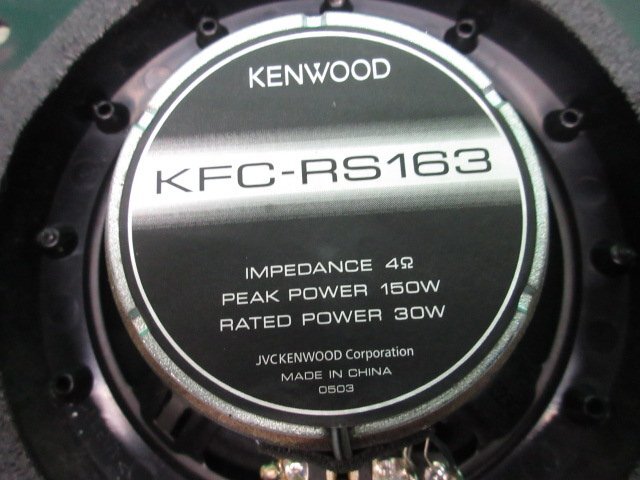 KENWOOD
KFC-RS163
IMPEDANCE 4Ω
PEAK POWER 150W
RATED POWER 30W
JVCKENWOOD Corporation
MADE IN CHINA
0503